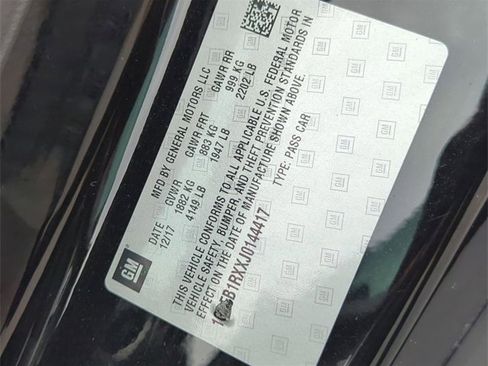 GM
MFD BY GENERAL MOTORS LLC
DATE GVWR GAWR FRT GAWR RR
12/17 1882 KG 883 KG 999 KG
4149 LB 1947 LB 2202 LB
THIS VEHICLE CONFORMS TO ALL APPLICABLE U.S. FEDERAL MOTOR
VEHICLE SAFETY, BUMPER, AND THEFT PREVENTION STANDARDS IN
EFFECT ON THE DATE OF MANUFACTURE SHOWN ABOVE.
TYPE: PASS CAR